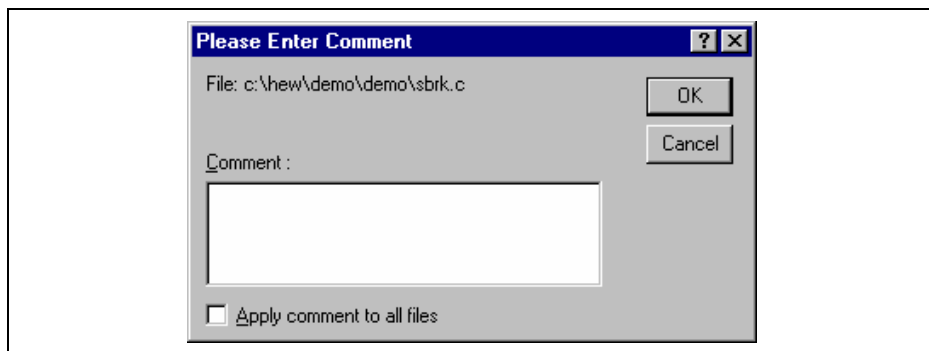 Please Enter Comment
File: c:\hew\demo\demo\sbrk.c
OK
Cancel
Comment :
Apply comment to all files